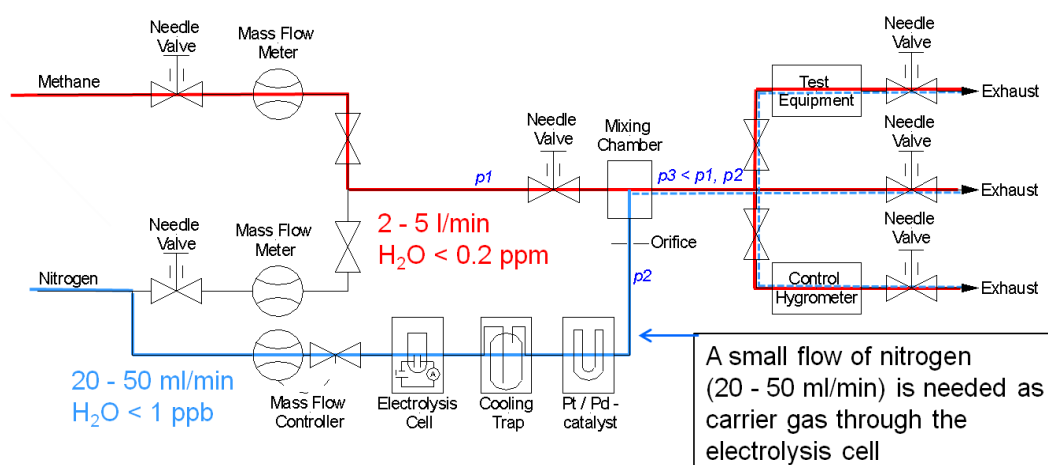 Needle
Valve
Mass Flow
Meter
Methane
Needle
Valve
Mixing
Chamber
p1
p3 < p1, p2
Test
Equipment
Needle
Valve
Exhaust
Needle
Valve
Exhaust
Needle
Valve
Mass Flow
Meter
Nitrogen
2 - 5 l/min
H₂O < 0.2 ppm
Orifice
p2
Control
Hygrometer
Needle
Valve
Exhaust
20 - 50 ml/min
H₂O < 1 ppb
Mass Flow
Controller
A
Electrolysis
Cell
Cooling
Trap
Pt / Pd -
catalyst
A small flow of nitrogen
(20 - 50 ml/min) is needed as
carrier gas through the
electrolysis cell